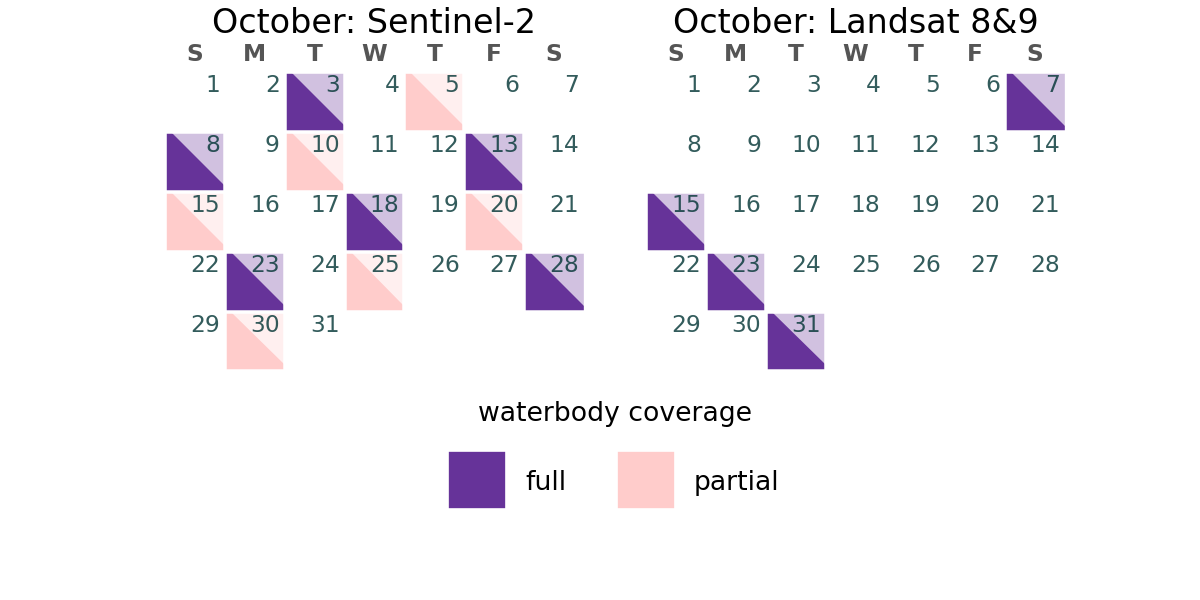 October: Sentinel-2
S M T W T F S
1 2 3 4 5 6 7
8 9 10 11 12 13 14
15 16 17 18 19 20 21
22 23 24 25 26 27 28
29 30 31
October: Landsat 8&9
S M T W T F S
1 2 3 4 5 6 7
8 9 10 11 12 13 14
15 16 17 18 19 20 21
22 23 24 25 26 27 28
29 30 31
waterbody coverage
full
partial